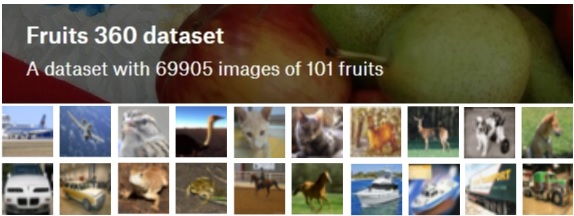 Fruits 360 dataset
A dataset with 69905 images of 101 fruits